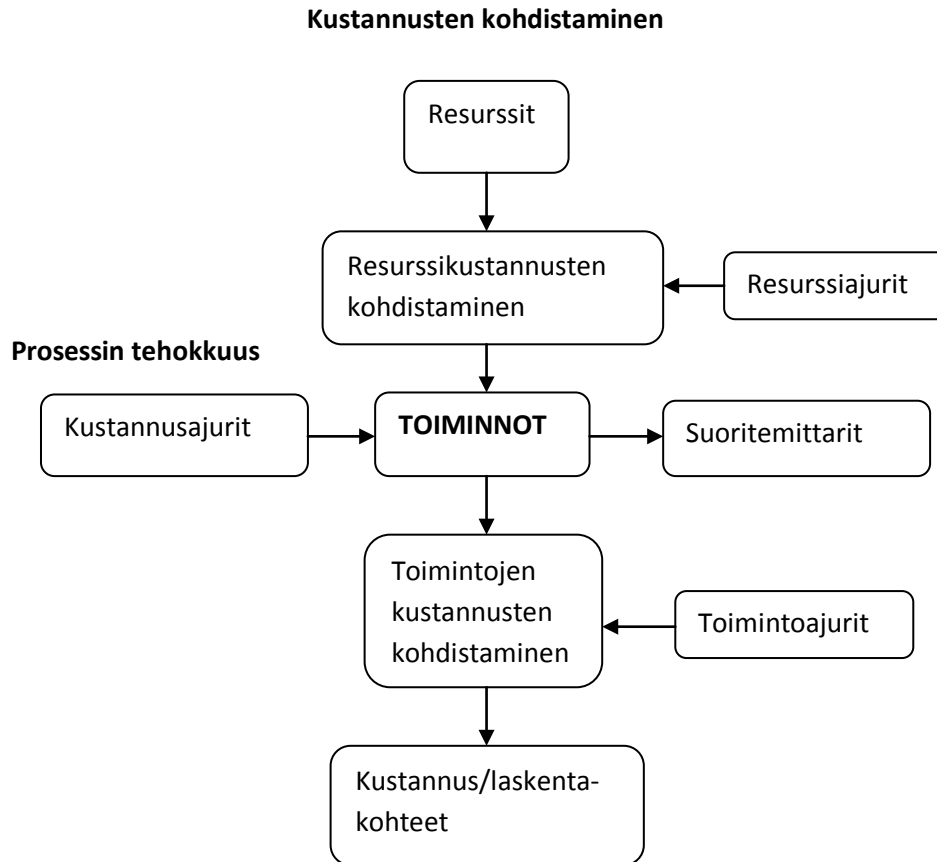 Kustannusten kohdistaminen
Resurssit
Resurssikustannusten
kohdistaminen
Resurssiajurit
Prosessin tehokkuus
Kustannusajurit
TOIMINNOT
Suoritemittarit
Toimintojen
kustannusten
kohdistaminen
Toimintoajurit
Kustannus/laskenta-
kohteet